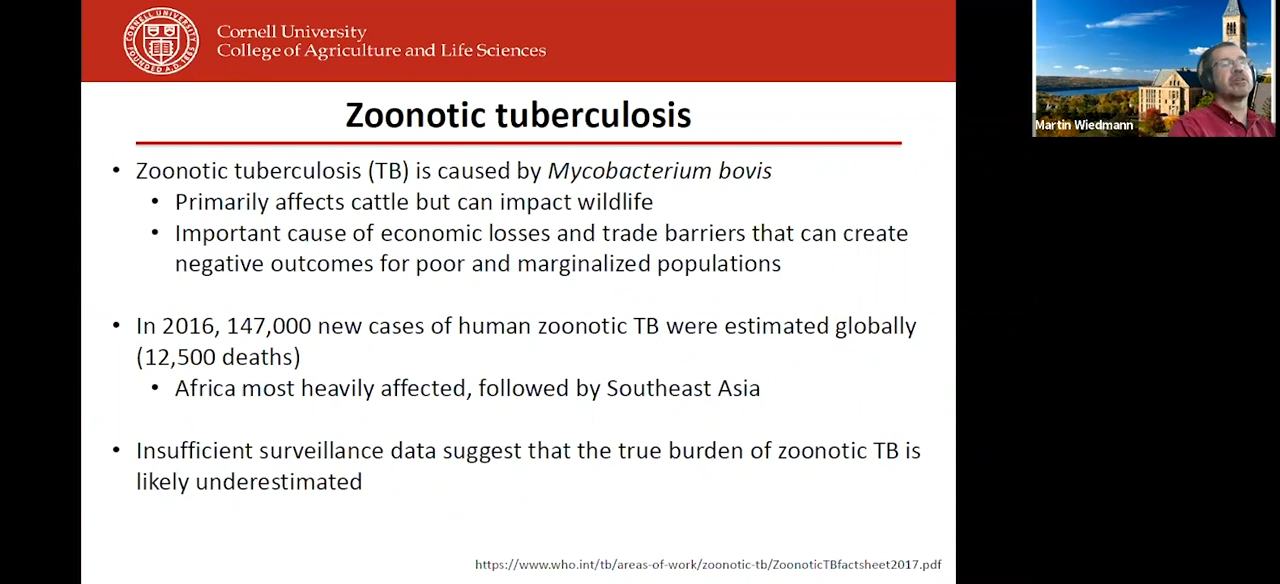 Cornell University
College of Agriculture and Life Sciences
Zoonotic tuberculosis
• Zoonotic tuberculosis (TB) is caused by Mycobacterium bovis
• Primarily affects cattle but can impact wildlife
• Important cause of economic losses and trade barriers that can create
negative outcomes for poor and marginalized populations
• In 2016, 147,000 new cases of human zoonotic TB were estimated globally
(12,500 deaths)
• Africa most heavily affected, followed by Southeast Asia
• Insufficient surveillance data suggest that the true burden of zoonotic TB is
likely underestimated
https://www.who.int/tb/areas-of-work/zoonotic-tb/ZoonoticTBfactsheet2017.pdf
Martin Wiedmann
CORNELL UNIVERSITY
FOUNDED A.D. 1865